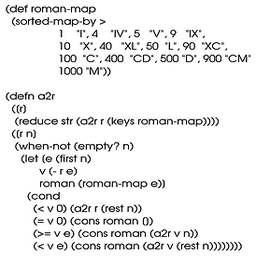 (def roman-map
(sorted-map-by >
1 "I", 4 "IV", 5 "V", 9 "IX",
10 "X", 40 "XL", 50 "L", 90 "XC",
100 "C", 400 "CD", 500 "D", 900 "CM"
1000 "M"))
(defn a2r
([r]
(reduce str (a2r r (keys roman-map))))
([r n]
(when-not (empty? n)
(let (e (first n)
v (- r e)
roman (roman-map e)]
(cond
(< v 0) (a2r r (rest n))
(= v 0) (cons roman [])
(>= v e) (cons roman (a2r v n))
(< v e) (cons roman (a2r v (rest n))))))))